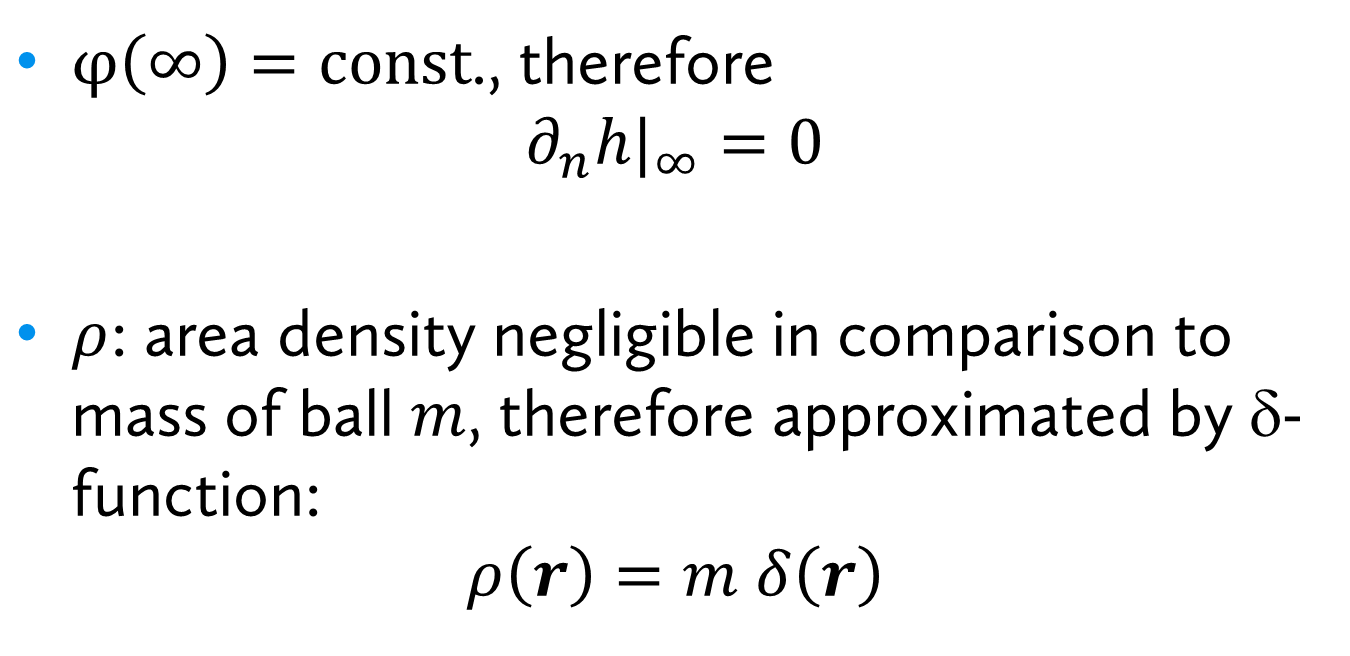 • φ(∞) = const., therefore
∂ₙh|∞ = 0
• ρ: area density negligible in comparison to
mass of ball m, therefore approximated by δ-
function:
ρ(r) = m δ(r)